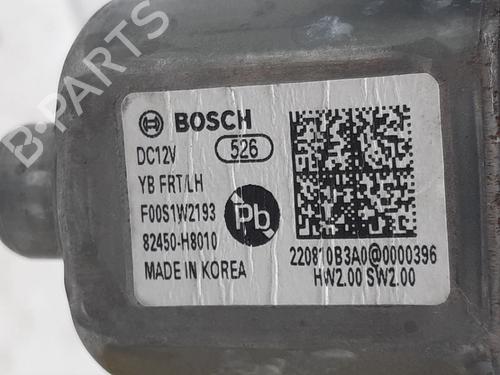 BOSCH
DC12V 526
YB FRT/LH
F00S1W2193
82450-H8010
MADE IN KOREA
Pb
220810B3A0@0000396
HW2.00 SW2.00
B-PARTS